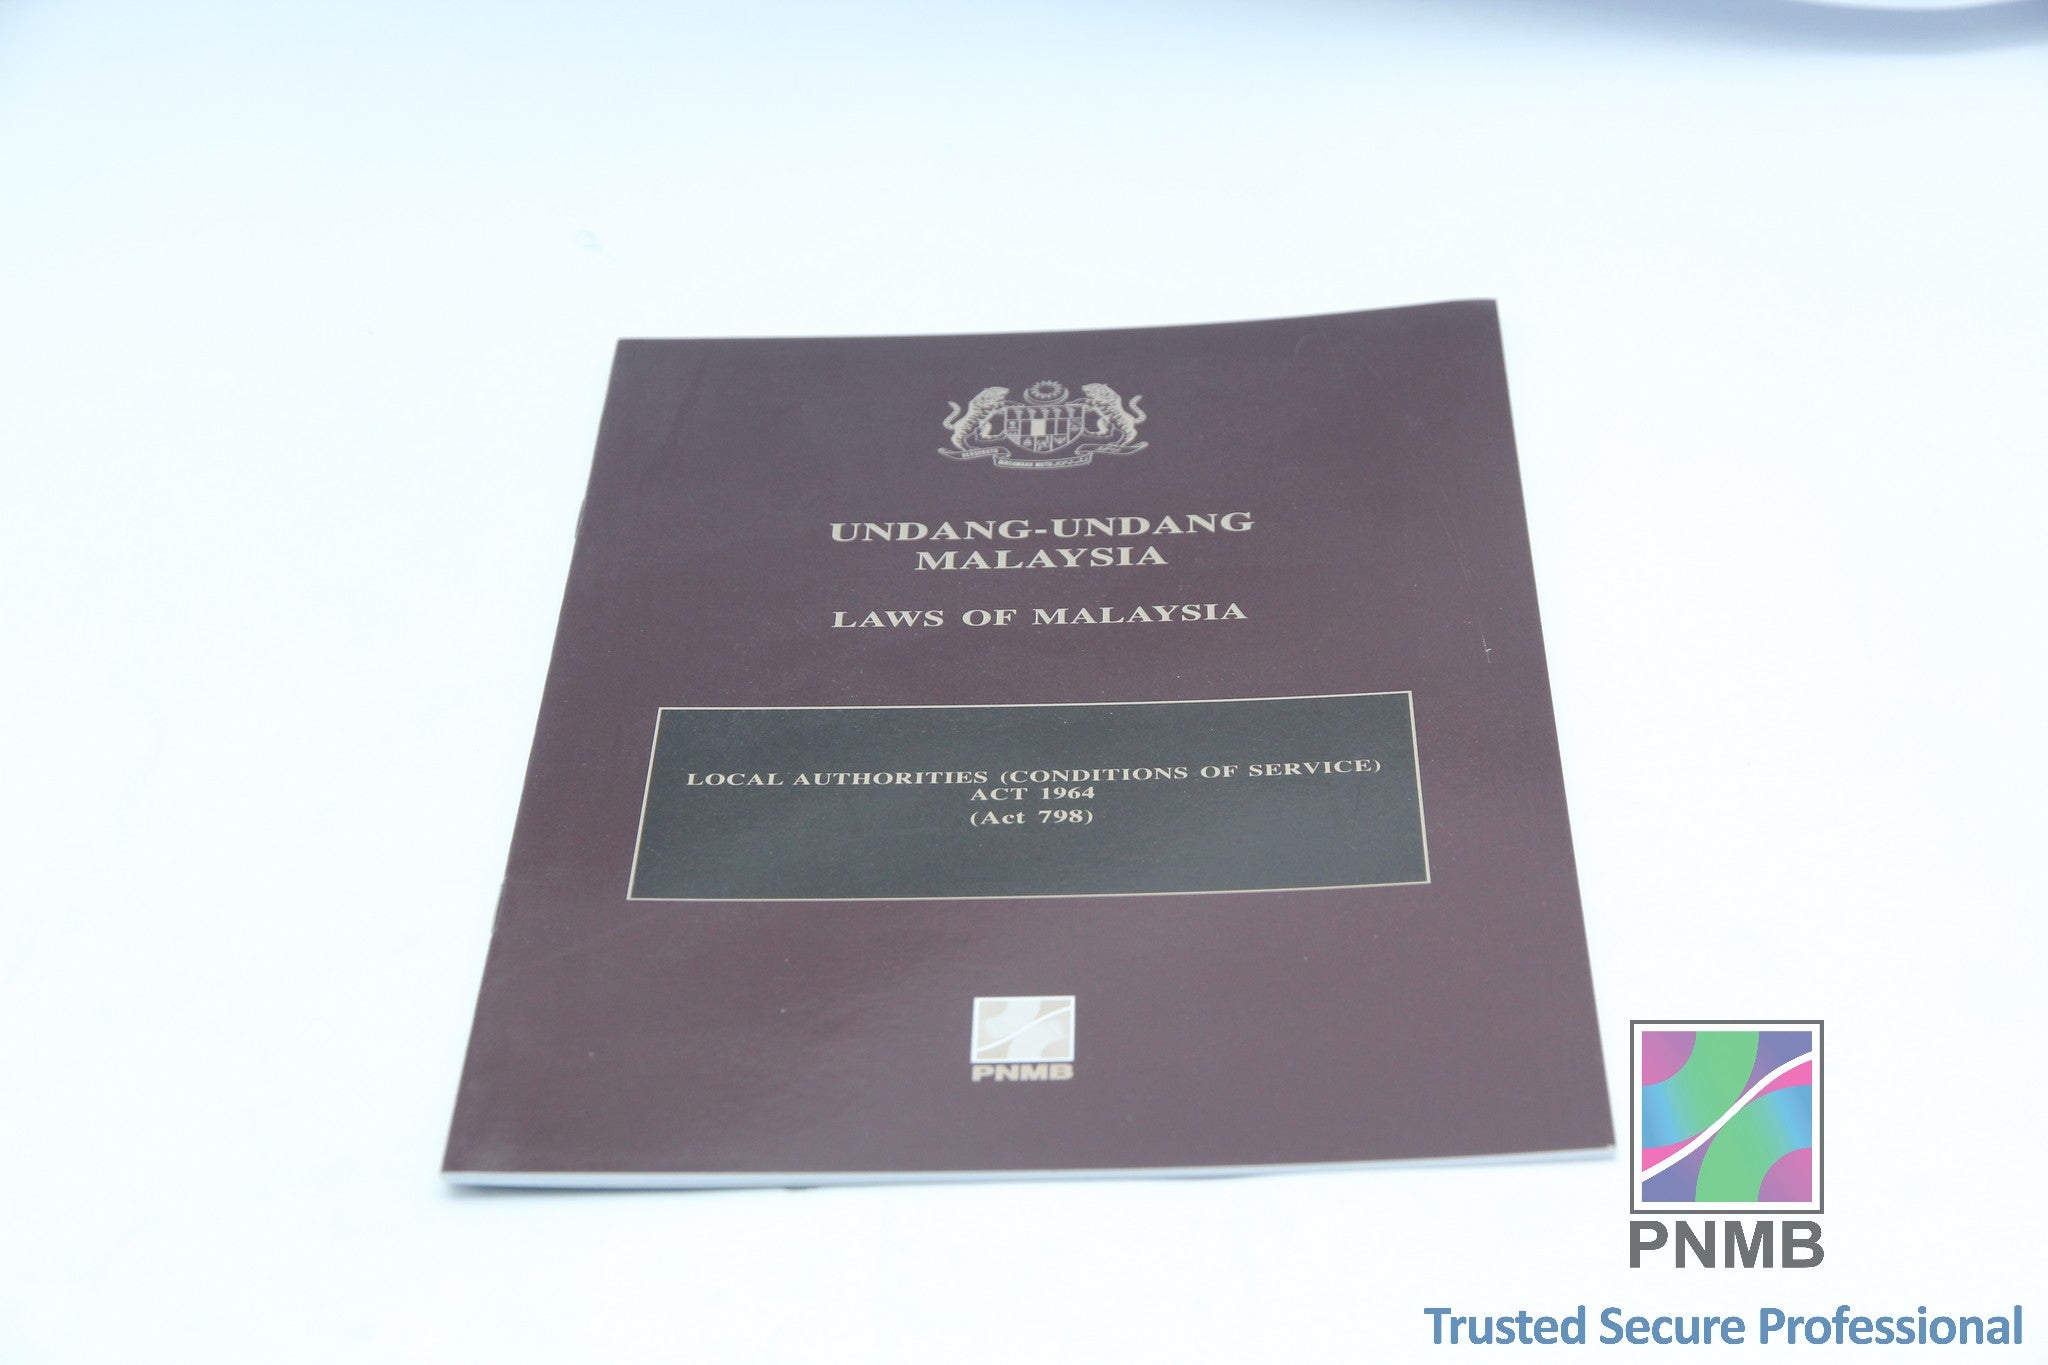 UNDANG-UNDANG
MALAYSIA
LAWS OF MALAYSIA
LOCAL AUTHORITIES (CONDITIONS OF SERVICE)
ACT 1964
(Act 798)
PNMB
PNMB
Trusted Secure Professional